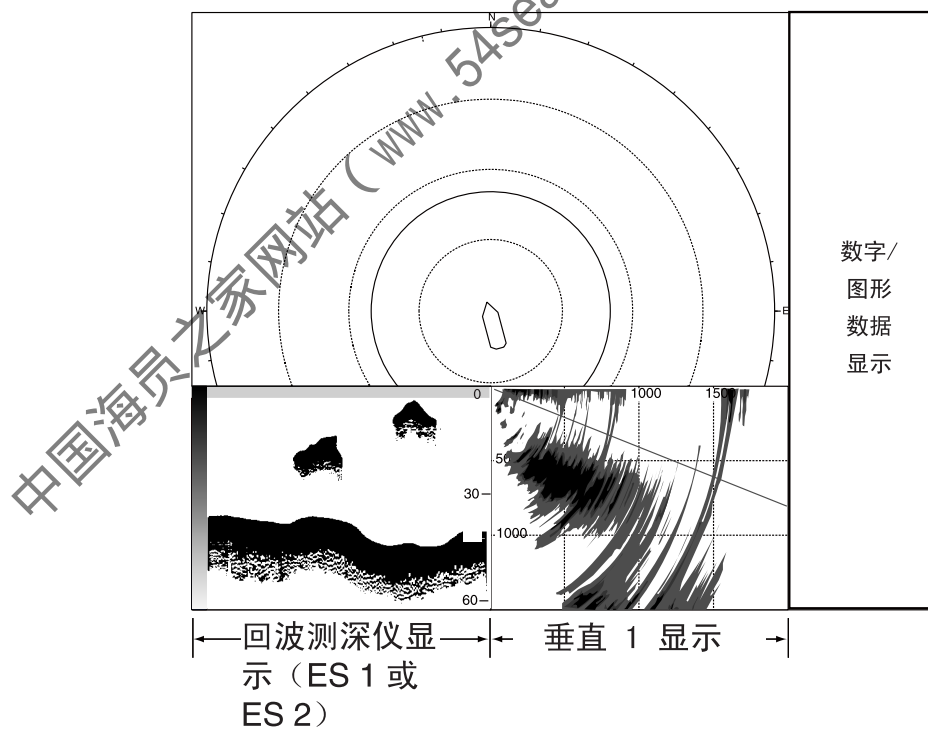 中国海员之家网站（www.54sea
N
W
E
数字/
图形
数据
显示
0
30
60
1000
1500
50
1000
回波测深仪显
示（ES 1 或
ES 2）
垂直 1 显示